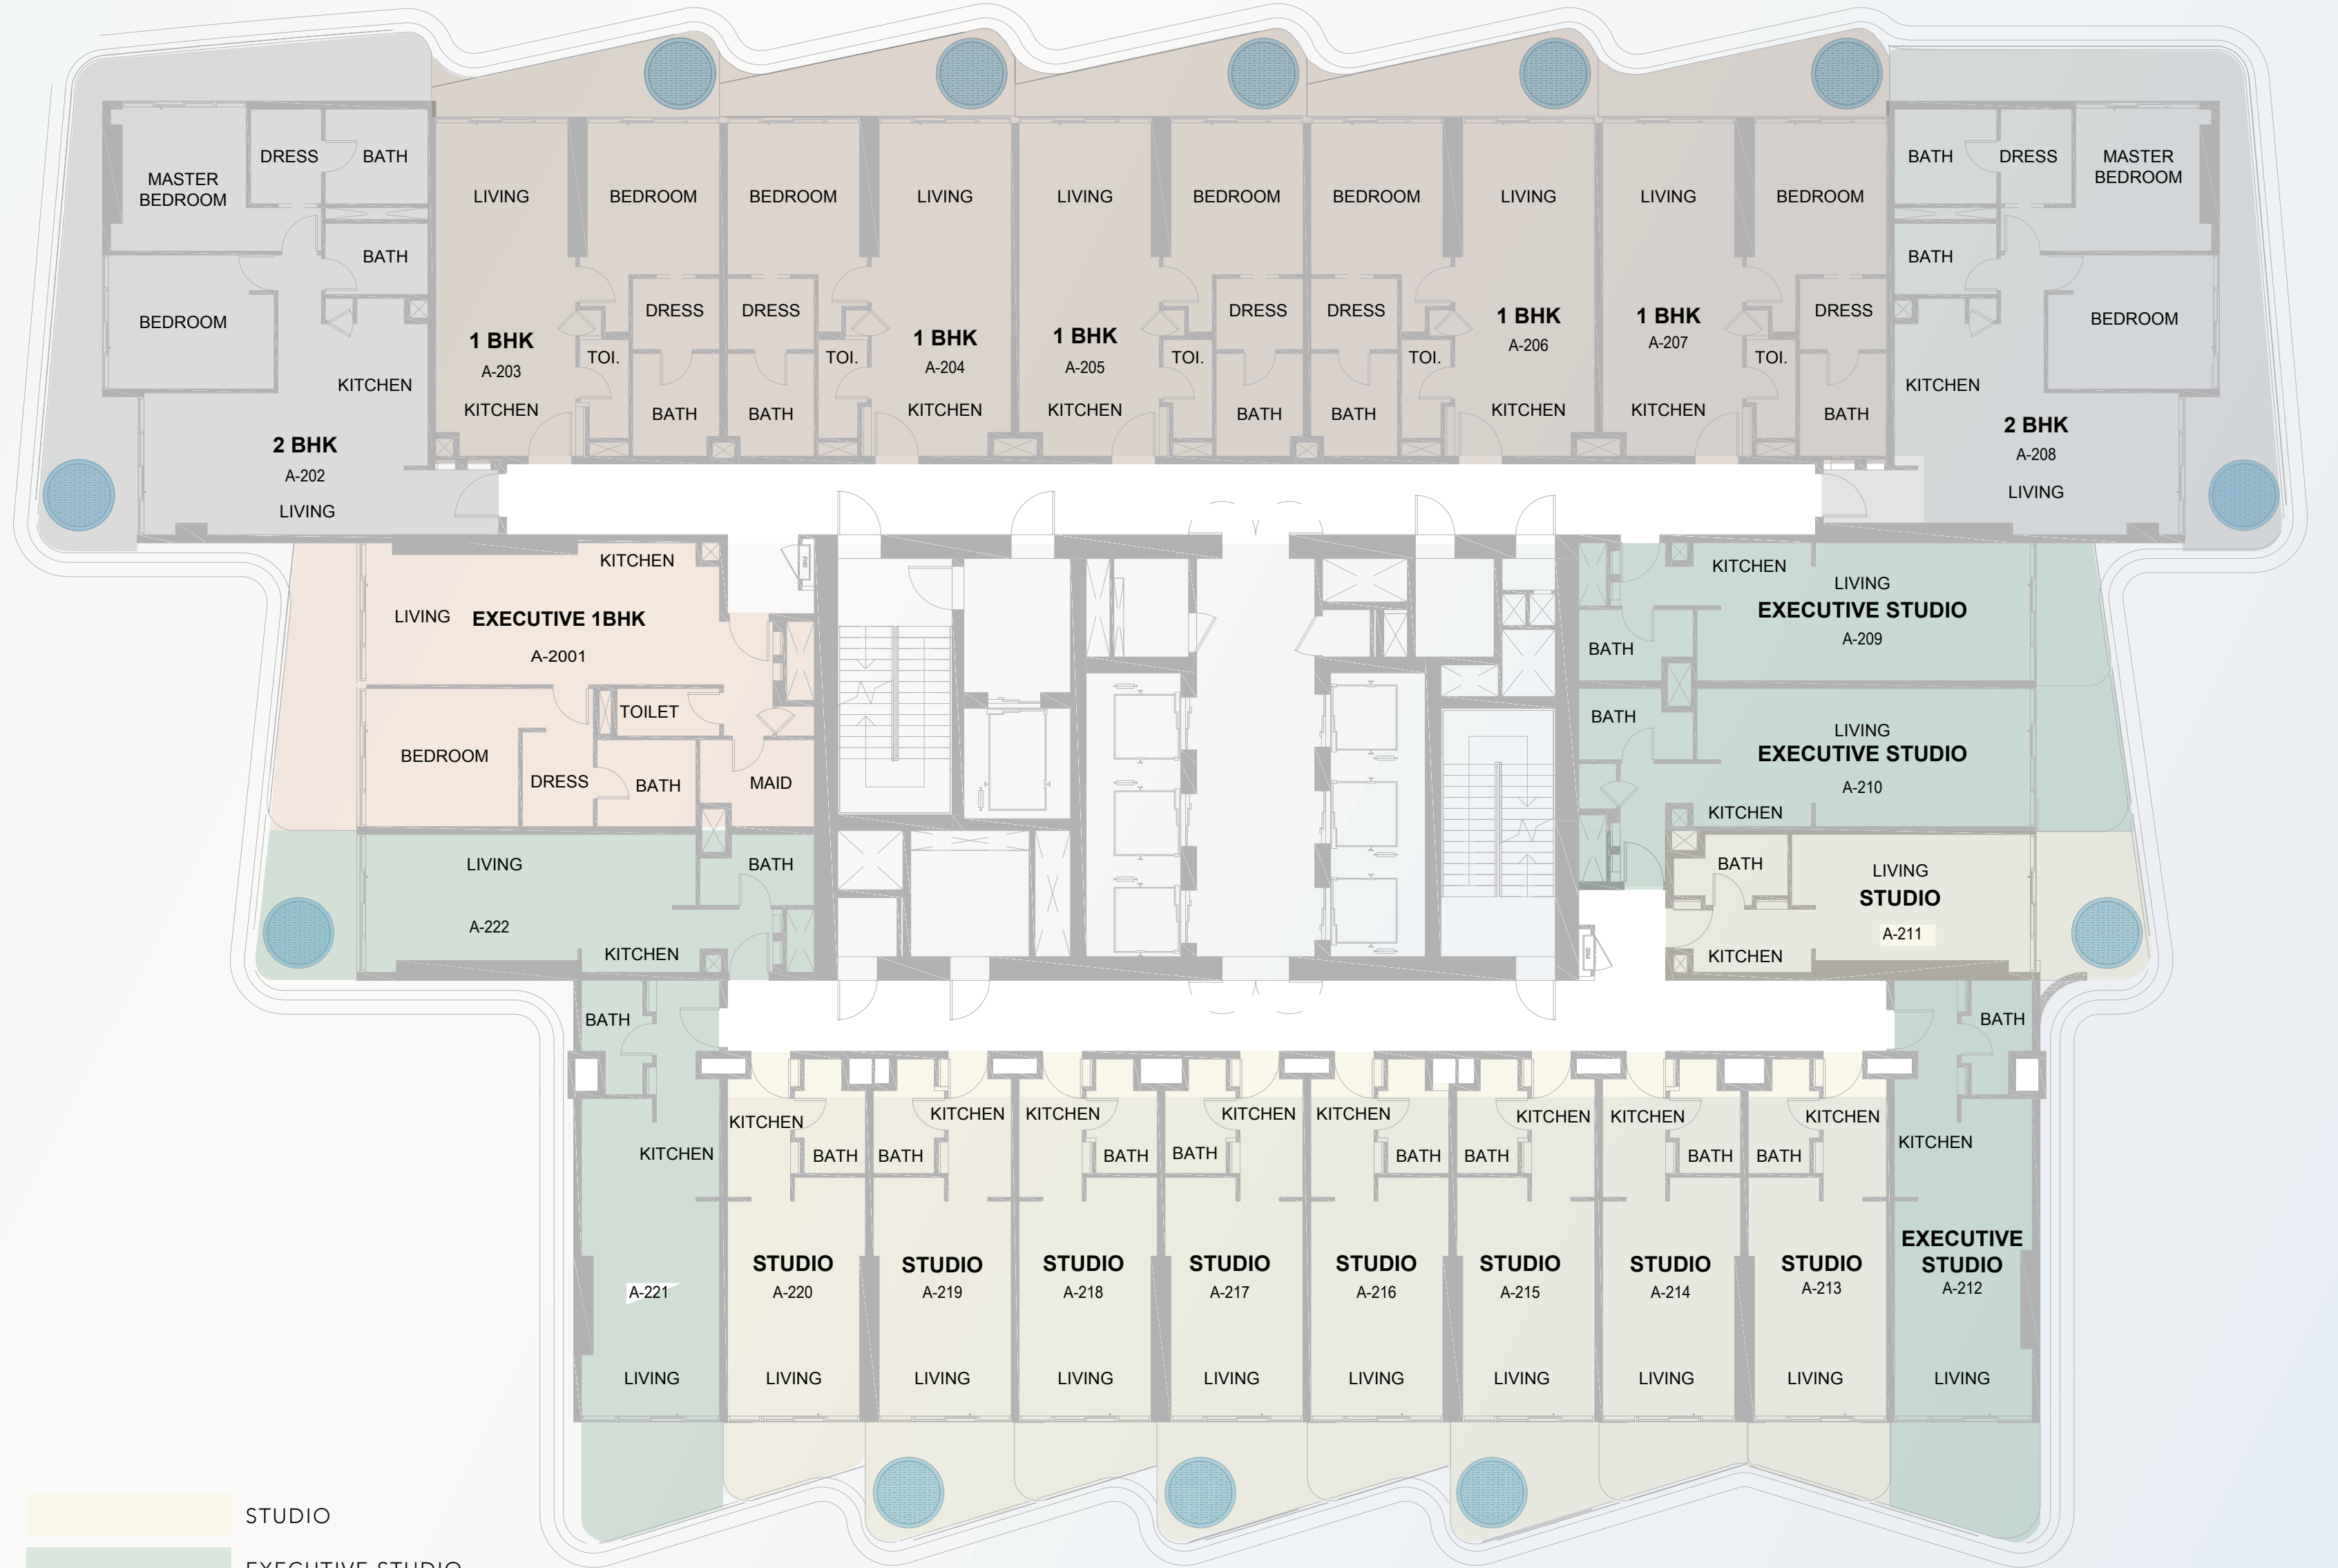 MASTER
BEDROOM
DRESS
BATH
BATH
BEDROOM
KITCHEN
2 BHK
A-202
LIVING
LIVING
BEDROOM
1 BHK
A-203
DRESS
TOI.
KITCHEN
BATH
BEDROOM
LIVING
DRESS
1 BHK
A-204
TOI.
BATH
KITCHEN
LIVING
BEDROOM
1 BHK
A-205
DRESS
TOI.
KITCHEN
BATH
BEDROOM
LIVING
DRESS
1 BHK
A-206
TOI.
BATH
KITCHEN
LIVING
BEDROOM
1 BHK
A-207
DRESS
TOI.
KITCHEN
BATH
BATH
DRESS
MASTER
BEDROOM
BATH
BEDROOM
KITCHEN
2 BHK
A-208
LIVING
KITCHEN
LIVING
EXECUTIVE 1BHK
A-2001
TOILET
BEDROOM
DRESS
BATH
MAID
KITCHEN
LIVING
EXECUTIVE STUDIO
A-209
BATH
BATH
LIVING
EXECUTIVE STUDIO
A-210
KITCHEN
LIVING
BATH
A-222
KITCHEN
BATH
LIVING
STUDIO
A-211
KITCHEN
BATH
KITCHEN
A-221
LIVING
KITCHEN
BATH
STUDIO
A-220
LIVING
KITCHEN
BATH
STUDIO
A-219
LIVING
KITCHEN
BATH
STUDIO
A-218
LIVING
KITCHEN
BATH
STUDIO
A-217
LIVING
KITCHEN
BATH
STUDIO
A-216
LIVING
KITCHEN
BATH
STUDIO
A-215
LIVING
KITCHEN
BATH
STUDIO
A-214
LIVING
KITCHEN
BATH
STUDIO
A-213
LIVING
BATH
KITCHEN
EXECUTIVE
STUDIO
A-212
LIVING
STUDIO
EXECUTIVE STUDIO